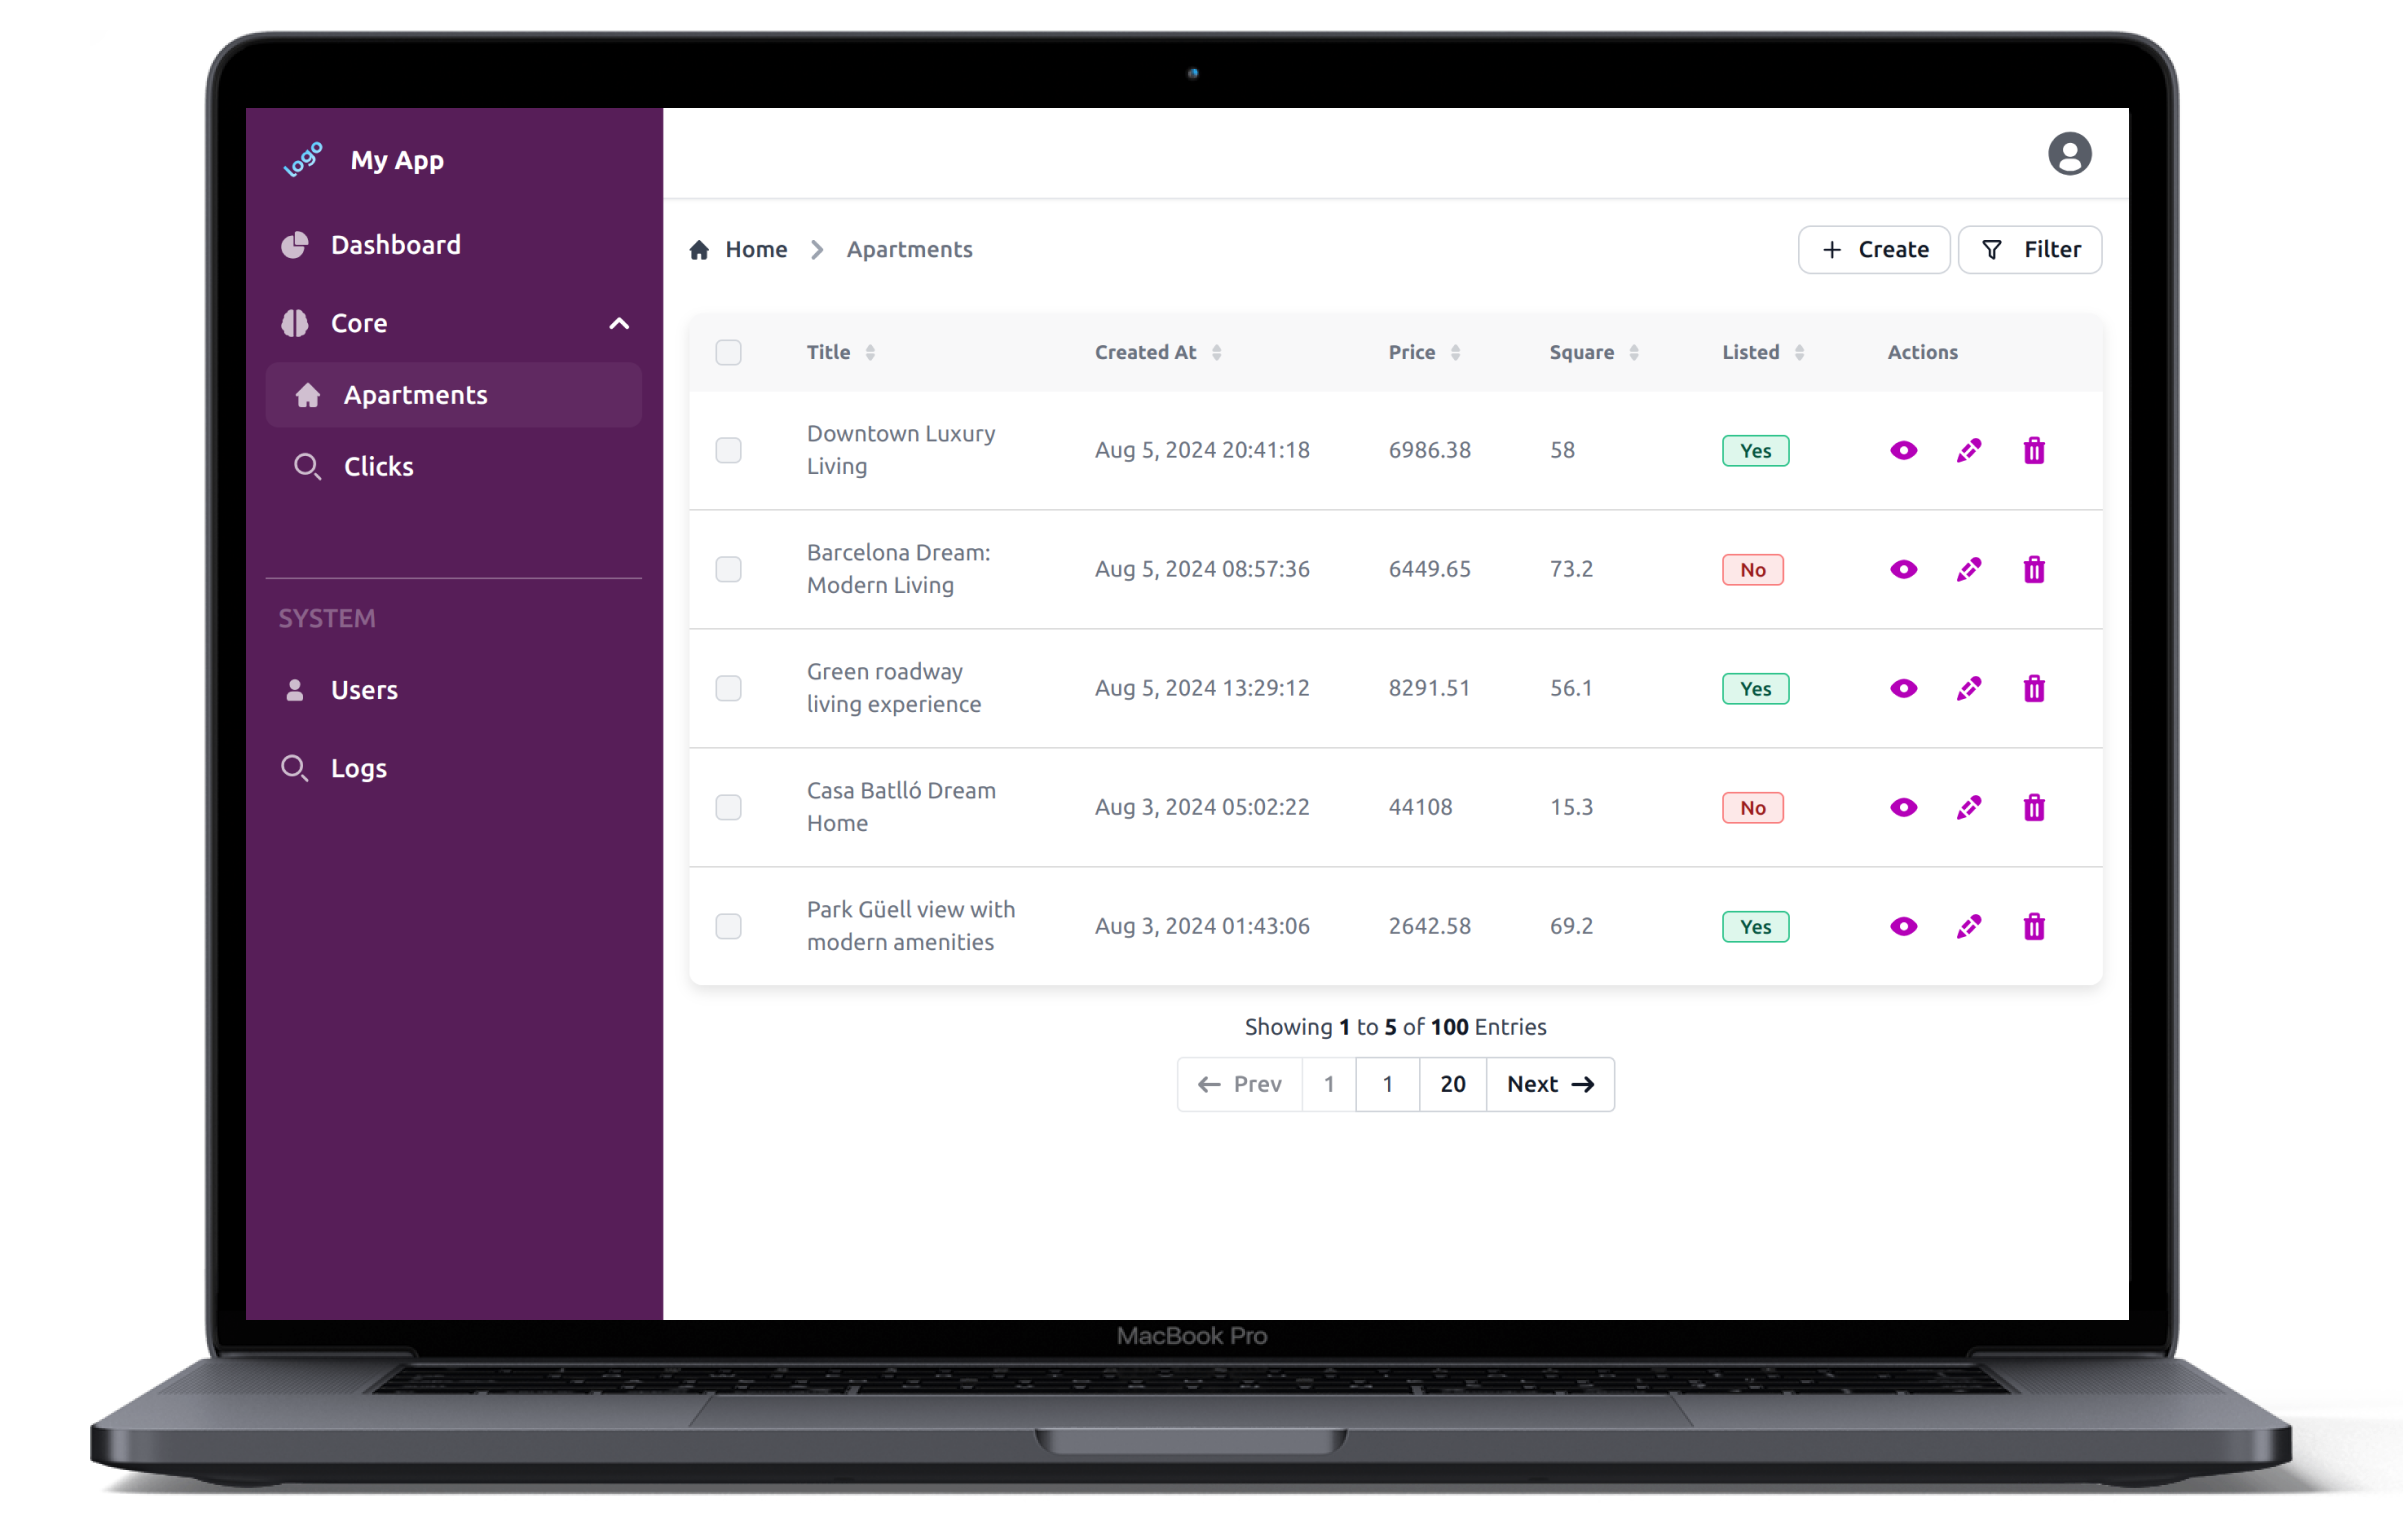 logo My App
Dashboard
Core
Apartments
Clicks
SYSTEM
Users
Logs
Home Apartments
Create Filter
Title Created At Price Square Listed Actions
Downtown Luxury
Living
Aug 5, 2024 20:41:18 6986.38 58 Yes
Barcelona Dream:
Modern Living
Aug 5, 2024 08:57:36 6449.65 73.2 No
Green roadway
living experience
Aug 5, 2024 13:29:12 8291.51 56.1 Yes
Casa Batlló Dream
Home
Aug 3, 2024 05:02:22 44108 15.3 No
Park Güell view with
modern amenities
Aug 3, 2024 01:43:06 2642.58 69.2 Yes
Showing 1 to 5 of 100 Entries
← Prev 1 1 20 Next →
MacBook Pro